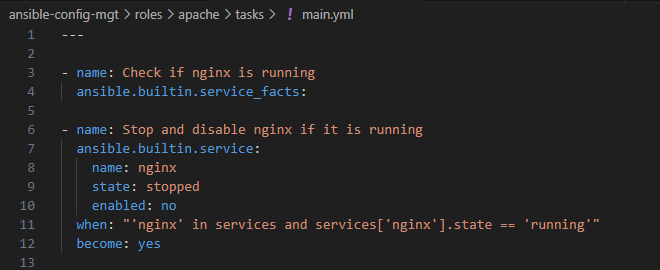 ansible-config-mgt > roles > apache > tasks > ! main.yml
1 ---
2
3 - name: Check if nginx is running
4   ansible.builtin.service_facts:
5
6 - name: Stop and disable nginx if it is running
7   ansible.builtin.service:
8     name: nginx
9     state: stopped
10     enabled: no
11   when: "'nginx' in services and services['nginx'].state == 'running'"
12   become: yes
13